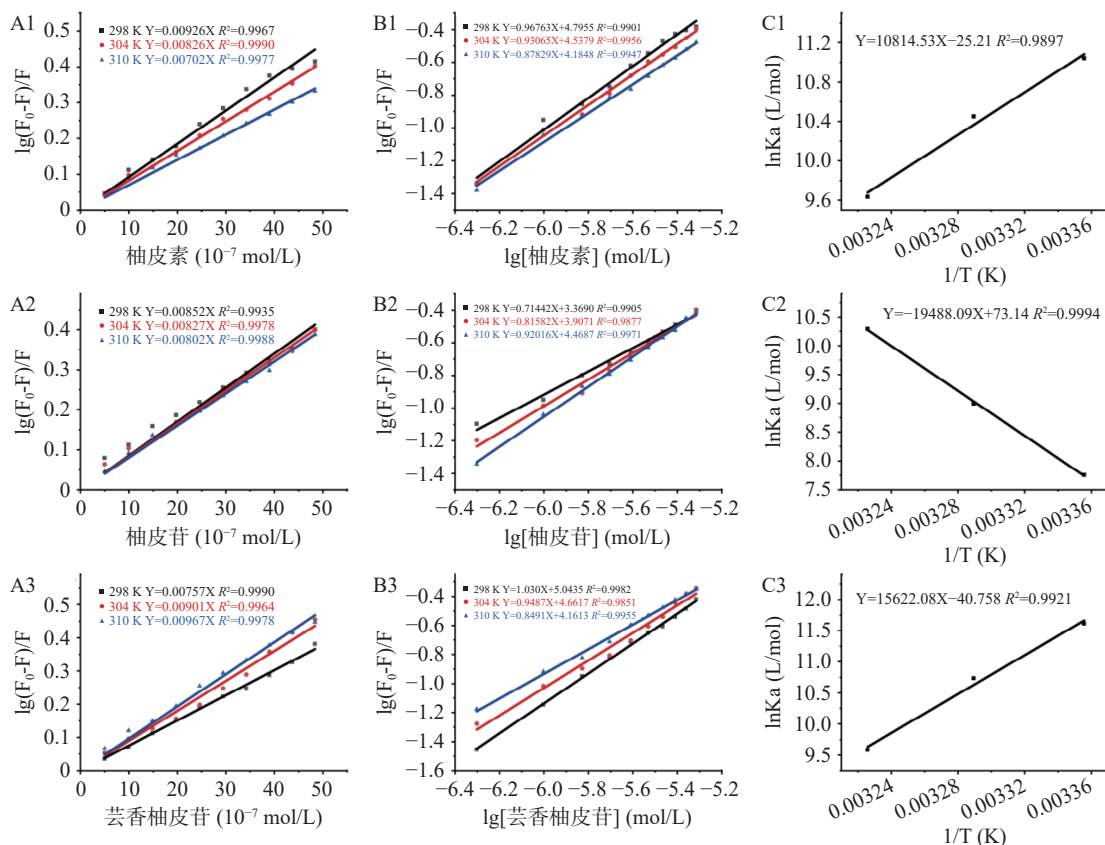 A1
298 K Y=0.00926X R²=0.9967
304 K Y=0.00826X R²=0.9990
310 K Y=0.00702X R²=0.9977
lg(F₀-F)/F
0.5
0.4
0.3
0.2
0.1
0
0 10 20 30 40 50
柚皮素 (10⁻⁷ mol/L)
B1
298 K Y=0.96763X+4.7955 R²=0.9901
304 K Y=0.93065X+4.5379 R²=0.9956
310 K Y=0.87829X+4.1848 R²=0.9947
lg(F₀-F)/F
−0.4
−0.6
−0.8
−1.0
−1.2
−1.4
−6.4 −6.2 −6.0 −5.8 −5.6 −5.4 −5.2
lg[柚皮素] (mol/L)
C1
Y=10814.53X−25.21 R²=0.9897
lnKa (L/mol)
11.2
10.8
10.4
10.0
9.6
0.00324 0.00328 0.00332 0.00336
1/T (K)
A2
298 K Y=0.00852X R²=0.9935
304 K Y=0.00827X R²=0.9978
310 K Y=0.00802X R²=0.9988
lg(F₀-F)/F
0.4
0.3
0.2
0.1
0
0 10 20 30 40 50
柚皮苷 (10⁻⁷ mol/L)
B2
298 K Y=0.71442X+3.3690 R²=0.9905
304 K Y=0.81582X+3.9071 R²=0.9877
310 K Y=0.92016X+4.4687 R²=0.9971
lg(F₀-F)/F
−0.4
−0.6
−0.8
−1.0
−1.2
−1.4
−6.4 −6.2 −6.0 −5.8 −5.6 −5.4 −5.2
lg[柚皮苷] (mol/L)
C2
Y=−19488.09X+73.14 R²=0.9994
lnKa (L/mol)
10.5
10.0
9.5
9.0
8.5
8.0
7.5
0.00324 0.00328 0.00332 0.00336
1/T (K)
A3
298 K Y=0.00757X R²=0.9990
304 K Y=0.00901X R²=0.9964
310 K Y=0.00967X R²=0.9978
lg(F₀-F)/F
0.5
0.4
0.3
0.2
0.1
0
0 10 20 30 40 50
芸香柚皮苷 (10⁻⁷ mol/L)
B3
298 K Y=1.030X+5.0435 R²=0.9982
304 K Y=0.9487X+4.6617 R²=0.9851
310 K Y=0.8491X+4.1613 R²=0.9955
lg(F₀-F)/F
−0.4
−0.6
−0.8
−1.0
−1.2
−1.4
−1.6
−6.4 −6.2 −6.0 −5.8 −5.6 −5.4 −5.2
lg[芸香柚皮苷] (mol/L)
C3
Y=15622.08X−40.758 R²=0.9921
lnKa (L/mol)
12.0
11.5
11.0
10.5
10.0
9.5
0.00324 0.00328 0.00332 0.00336
1/T (K)